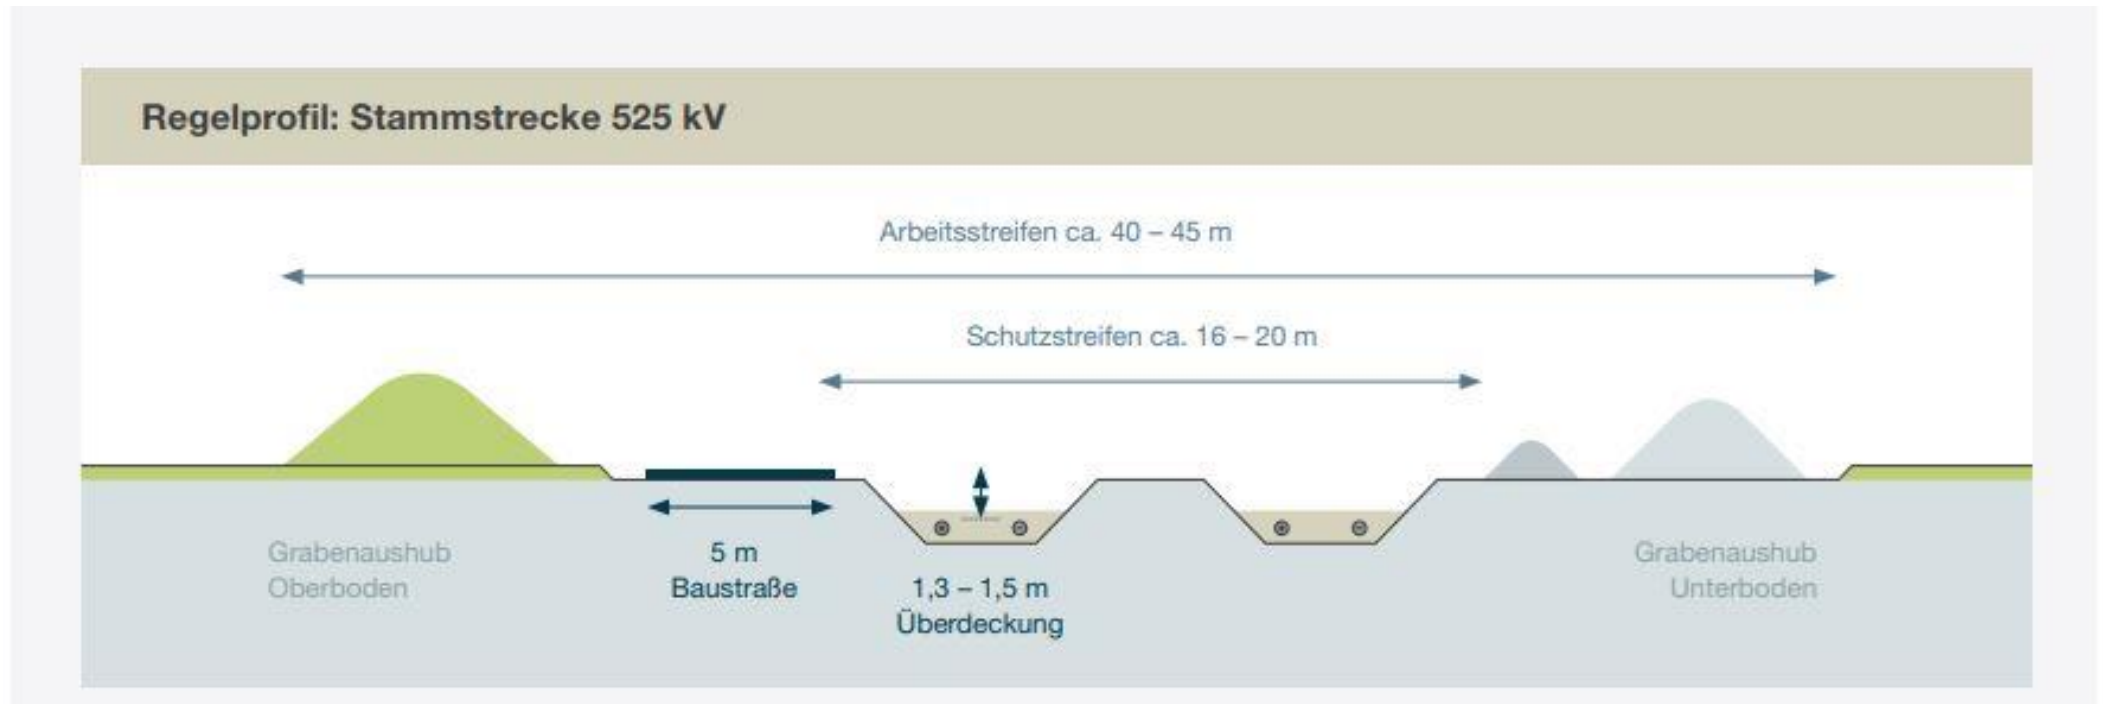 Regelprofil: Stammstrecke 525 kV
Arbeitsstreifen ca. 40 – 45 m
Schutzstreifen ca. 16 – 20 m
Grabenaushub
Oberboden
5 m
Baustraße
1,3 – 1,5 m
Überdeckung
Grabenaushub
Unterboden